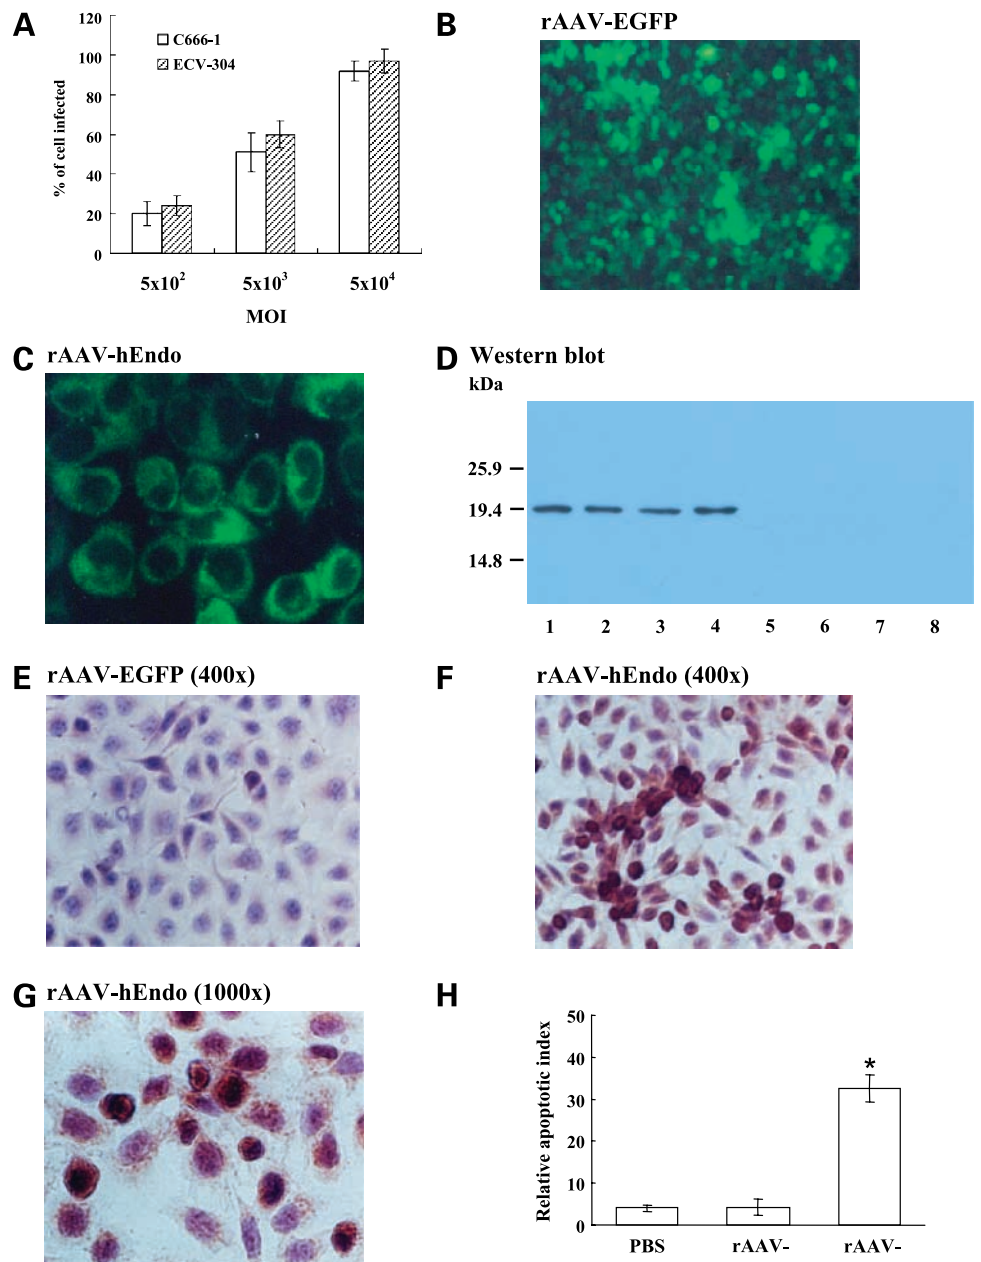 A
120
100
80
60
40
20
0
% of cell infected
C666-1
ECV-304
5x10² 5x10³ 5x10⁴
MOI
B rAAV-EGFP
C rAAV-hEndo
D Western blot
kDa
25.9
19.4
14.8
1 2 3 4 5 6 7 8
E rAAV-EGFP (400x)
F rAAV-hEndo (400x)
G rAAV-hEndo (1000x)
H
Relative apoptotic index
50
40
30
20
10
0
*
PBS rAAV- rAAV-